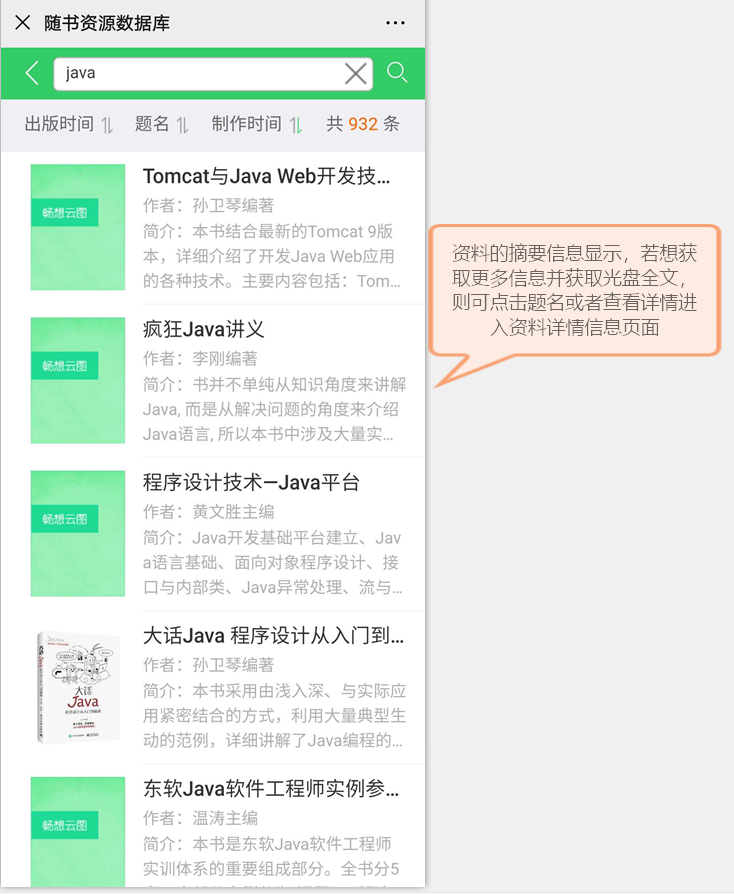 随书资源数据库
java
出版时间 题名 制作时间 共 932 条
畅想云图
Tomcat与Java Web开发技...
作者：孙卫琴编著
简介：本书结合最新的Tomcat 9版
本，详细介绍了开发Java Web应用
的各种技术。主要内容包括：Tom...
畅想云图
疯狂Java讲义
作者：李刚编著
简介：书并不单纯从知识角度来讲解
Java, 而是从解决问题的角度来介绍
Java语言, 所以本书中涉及大量实...
畅想云图
程序设计技术—Java平台
作者：黄文胜主编
简介：Java开发基础平台建立、Jav
a语言基础、面向对象程序设计、接
口与内部类、Java异常处理、流与...
大话
Java
大话Java 程序设计从入门到...
作者：孙卫琴编著
简介：本书采用由浅入深、与实际应
用紧密结合的方式，利用大量典型生
动的范例，详细讲解了Java编程的...
畅想云图
东软Java软件工程师实例参...
作者：温涛主编
简介：本书是东软Java软件工程师
实训体系的重要组成部分。全书分5
资料的摘要信息显示，若想获
取更多信息并获取光盘全文，
则可点击题名或者查看详情进
入资料详情信息页面